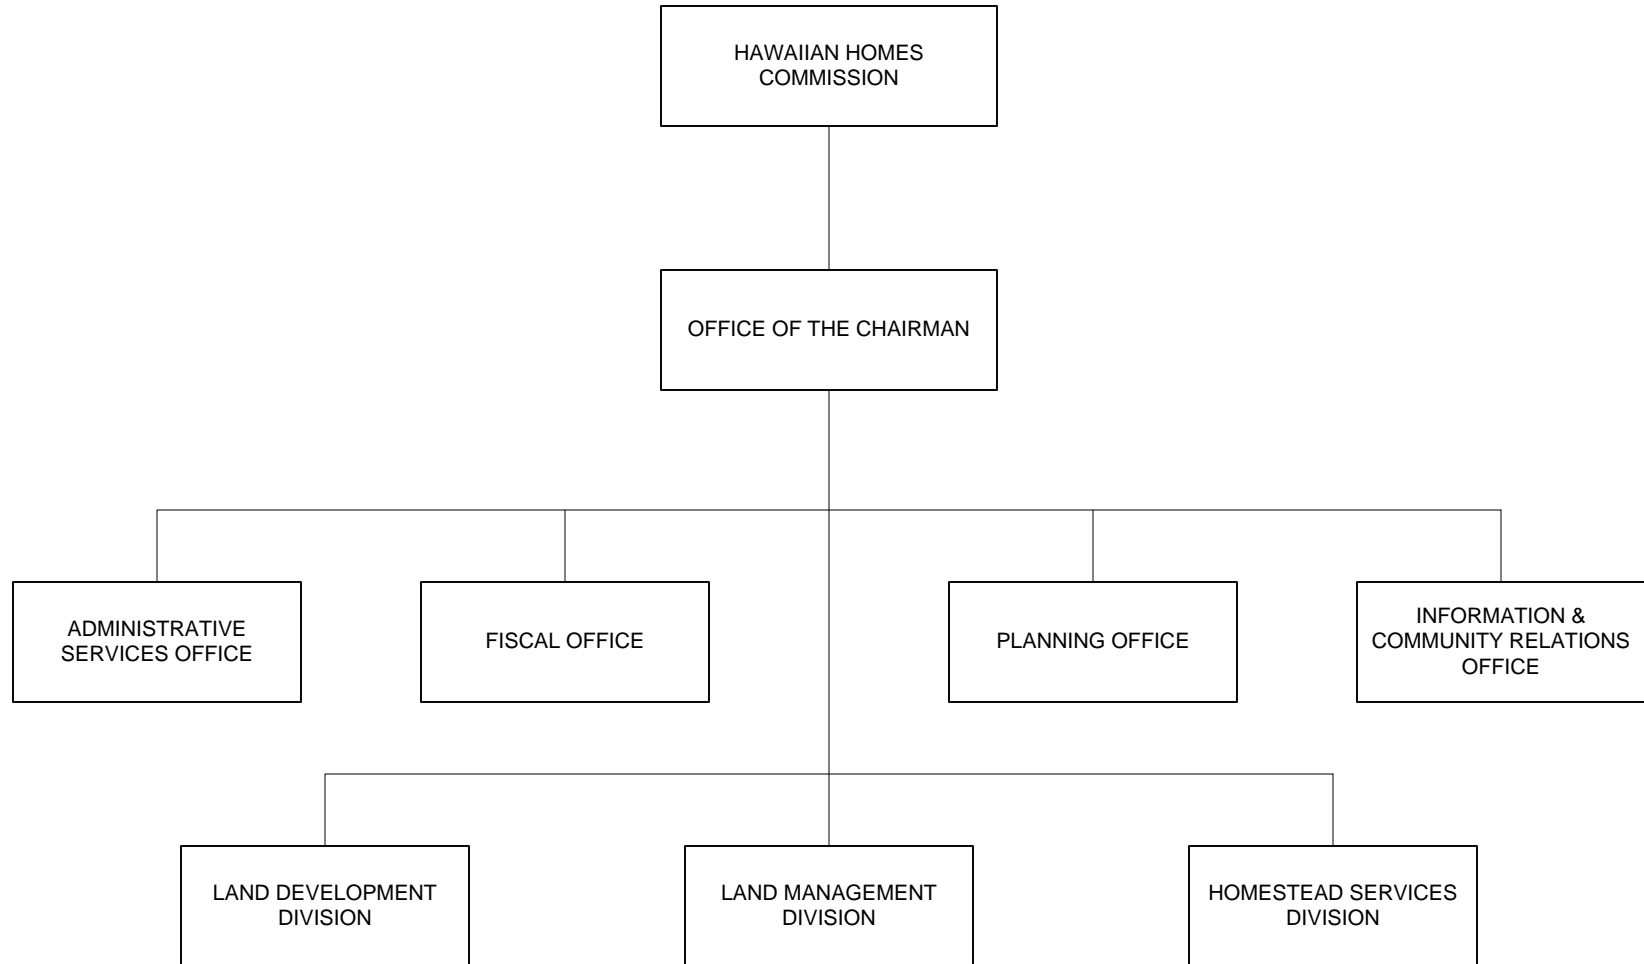 HAWAIIAN HOMES
COMMISSION
OFFICE OF THE CHAIRMAN
ADMINISTRATIVE
SERVICES OFFICE
FISCAL OFFICE
PLANNING OFFICE
INFORMATION &
COMMUNITY RELATIONS
OFFICE
LAND DEVELOPMENT
DIVISION
LAND MANAGEMENT
DIVISION
HOMESTEAD SERVICES
DIVISION